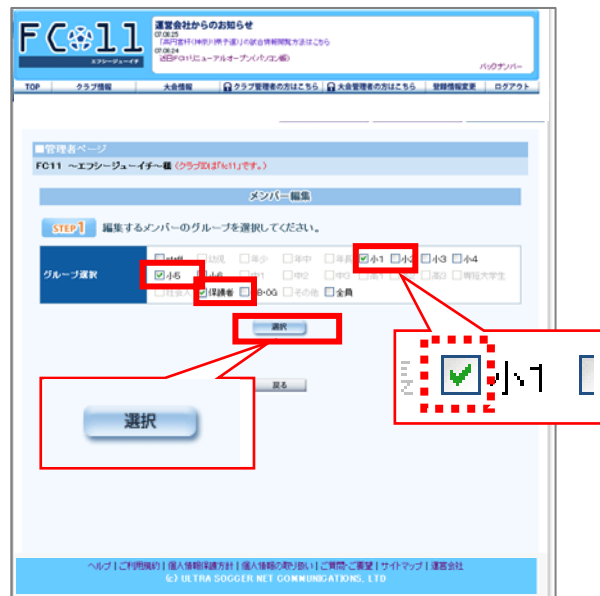 FC11
エフシージューイチ
運営会社からのお知らせ
07.08.25
「高円宮杯(神奈川県予選)」の試合情報閲覧方法はこちら
07.08.24
近日FC11リニューアルオープン(パソコン版)
バックナンバー
TOP クラブ情報 大会情報 クラブ管理者の方はこちら 大会管理者の方はこちら 登録情報変更 ログアウト
■管理者ページ
FC11 ～エフシージューイチ～様 (クラブIDは「fc11」です。)
メンバー編集
STEP1 編集するメンバーのグループを選択してください。
グループ選択
staff 幼児 年少 年中 年長 小1 小2 小3 小4
小5 小6 中1 中2 中3 高1 高3 専短大学生
社会人 保護者 OB・OG その他 全員
選択
小1
戻る
選択
ヘルプ | ご利用規約 | 個人情報保護方針 | 個人情報の取り扱い | ご質問・ご要望 | サイトマップ | 運営会社
(c) ULTRA SOCCER NET COMMUNICATIONS, LTD